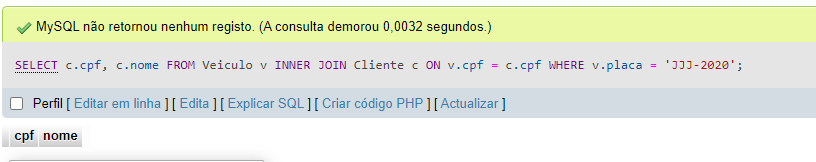 MySQL não retornou nenhum registo. (A consulta demorou 0,0032 segundos.)
SELECT c.cpf, c.nome FROM Veiculo v INNER JOIN Cliente c ON v.cpf = c.cpf WHERE v.placa = 'JJJ-2020';
Perfil [ Editar em linha ] [ Edita ] [ Explicar SQL ] [ Criar código PHP ] [ Actualizar ]
cpf nome